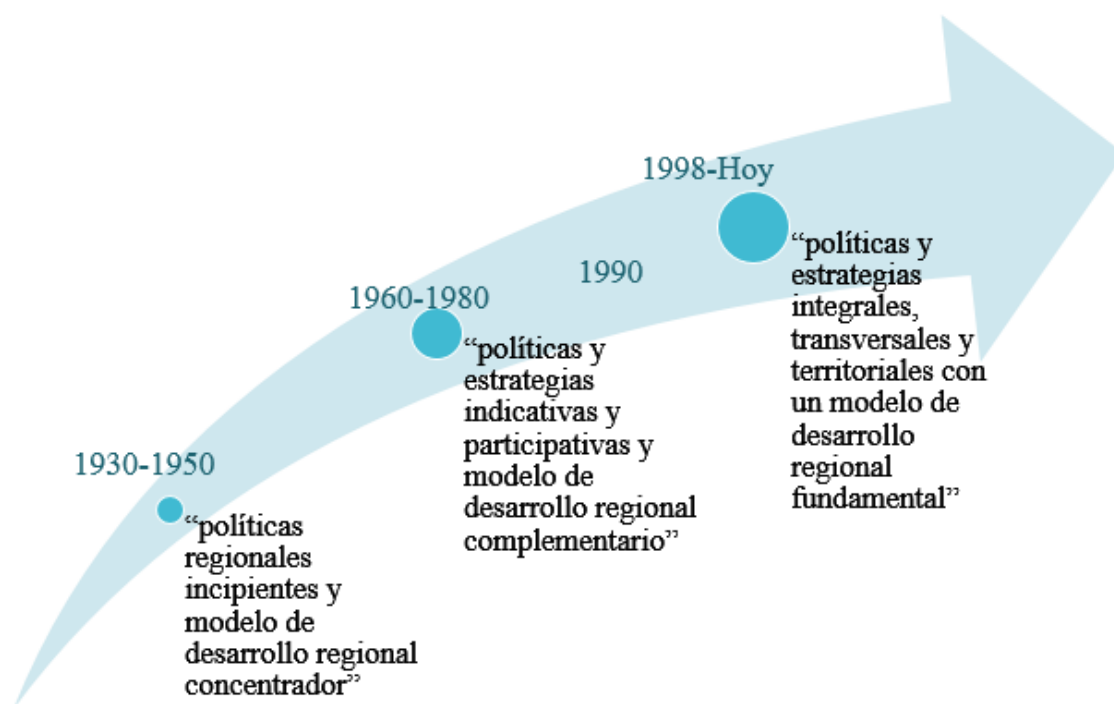 1930-1950
“políticas
regionales
incipientes y
modelo de
desarrollo regional
concentrador”
1960-1980
“políticas y
estrategias
indicativas y
participativas y
modelo de
desarrollo regional
complementario”
1990
1998-Hoy
“políticas y
estrategias
integrales,
transversales y
territoriales con
un modelo de
desarrollo
regional
fundamental”